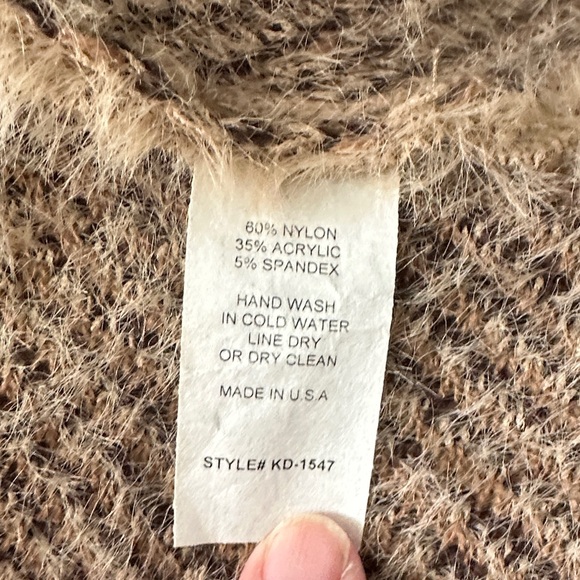 60% NYLON
35% ACRYLIC
5% SPANDEX
HAND WASH
IN COLD WATER
LINE DRY
OR DRY CLEAN
MADE IN U.S.A
STYLE# KD-1547